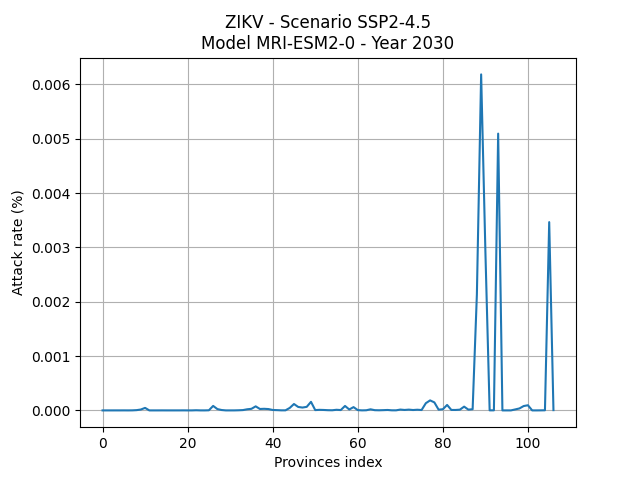 ZIKV - Scenario SSP2-4.5
Model MRI-ESM2-0 - Year 2030
Attack rate (%)
0.006
0.005
0.004
0.003
0.002
0.001
0.000
0 20 40 60 80 100
Provinces index